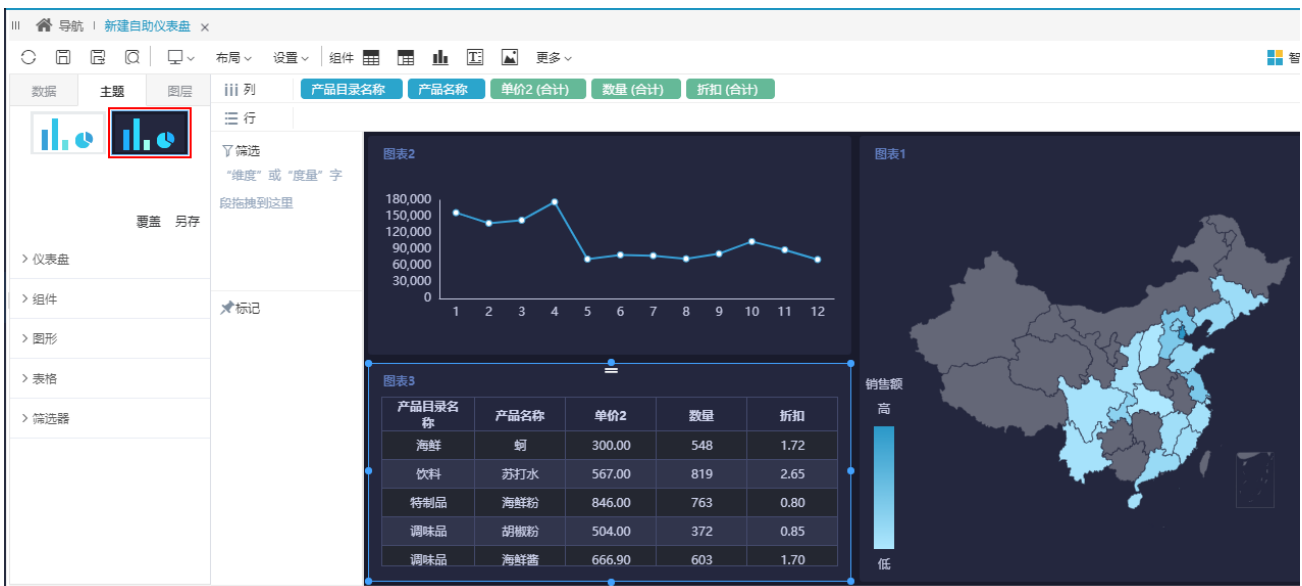 导航 新建自助仪表盘 ×
布局 设置 组件 更多 智
数据 主题 图层
列 产品目录名称 产品名称 单价2 (合计) 数量 (合计) 折扣 (合计)
行
覆盖 另存
仪表盘
组件
图形
表格
筛选器
筛选
“维度”或“度量”字
段拖拽到这里
标记
图表2
180,000
150,000
120,000
90,000
60,000
30,000
0
1 2 3 4 5 6 7 8 9 10 11 12
图表3
产品目录名称 产品名称 单价2 数量 折扣
海鲜 蚵 300.00 548 1.72
饮料 苏打水 567.00 819 2.65
特制品 海鲜粉 846.00 763 0.80
调味品 胡椒粉 504.00 372 0.85
调味品 海鲜酱 666.90 603 1.70
图表1
销售额
高
低